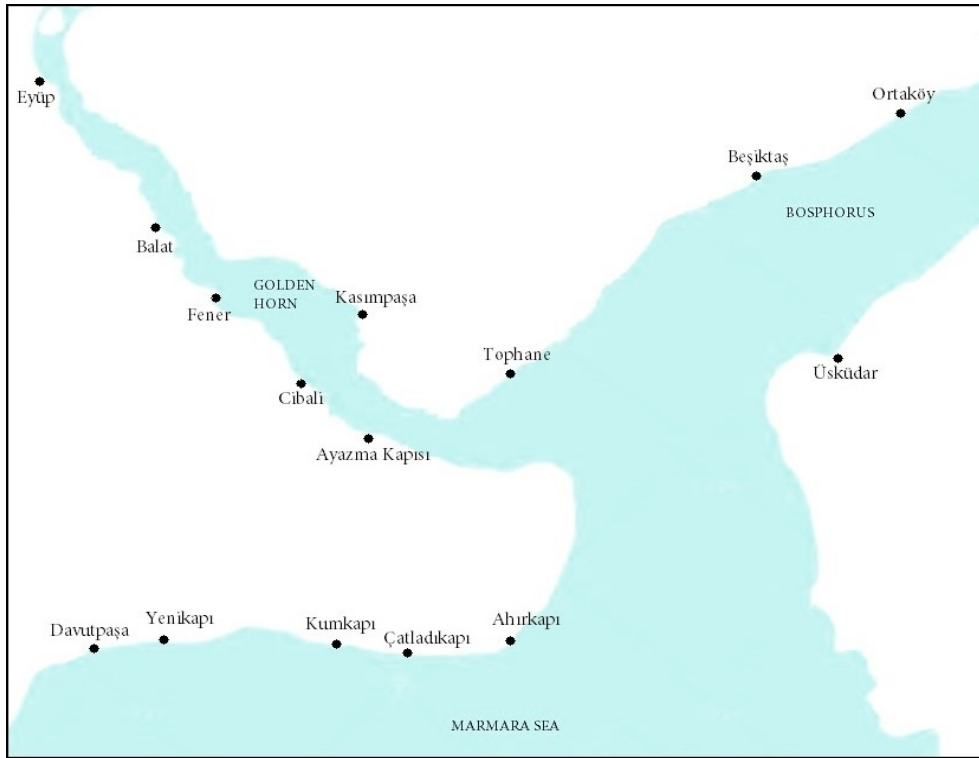 Ortaköy
Eyüp
Beşiktaş
BOSPHORUS
Balat
GOLDEN
HORN
Kasımpaşa
Fener
Tophane
Üsküdar
Cibali
Ayazma Kapısı
Yenikapı
Kumkapı
Ahırkapı
Davutpaşa
Çatladıkapı
MARMARA SEA